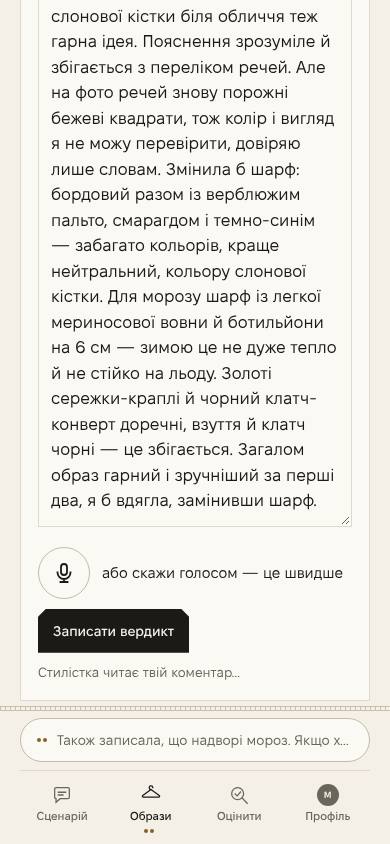 слонової кістки біля обличчя теж
гарна ідея. Пояснення зрозуміле й
збігається з переліком речей. Але
на фото речей знову порожні
бежеві квадрати, тож колір і вигляд
я не можу перевірити, довіряю
лише словам. Змінила б шарф:
бордовий разом із верблюжим
пальто, смарагдом і темно-синім
— забагато кольорів, краще
нейтральний, кольору слонової
кістки. Для морозу шарф із легкої
мериносової вовни й ботильйони
на 6 см — зимою це не дуже тепло
й не стійко на льоду. Золоті
сережки-краплі й чорний клатч-
конверт доречні, взуття й клатч
чорні — це збігається. Загалом
образ гарний і зручніший за перші
два, я б вдягла, замінивши шарф.
або скажи голосом — це швидше
Записати вердикт
Стилістка читає твій коментар...
Також записала, що надворі мороз. Якщо х...
Сценарій
Образи
Оцінити
М
Профіль